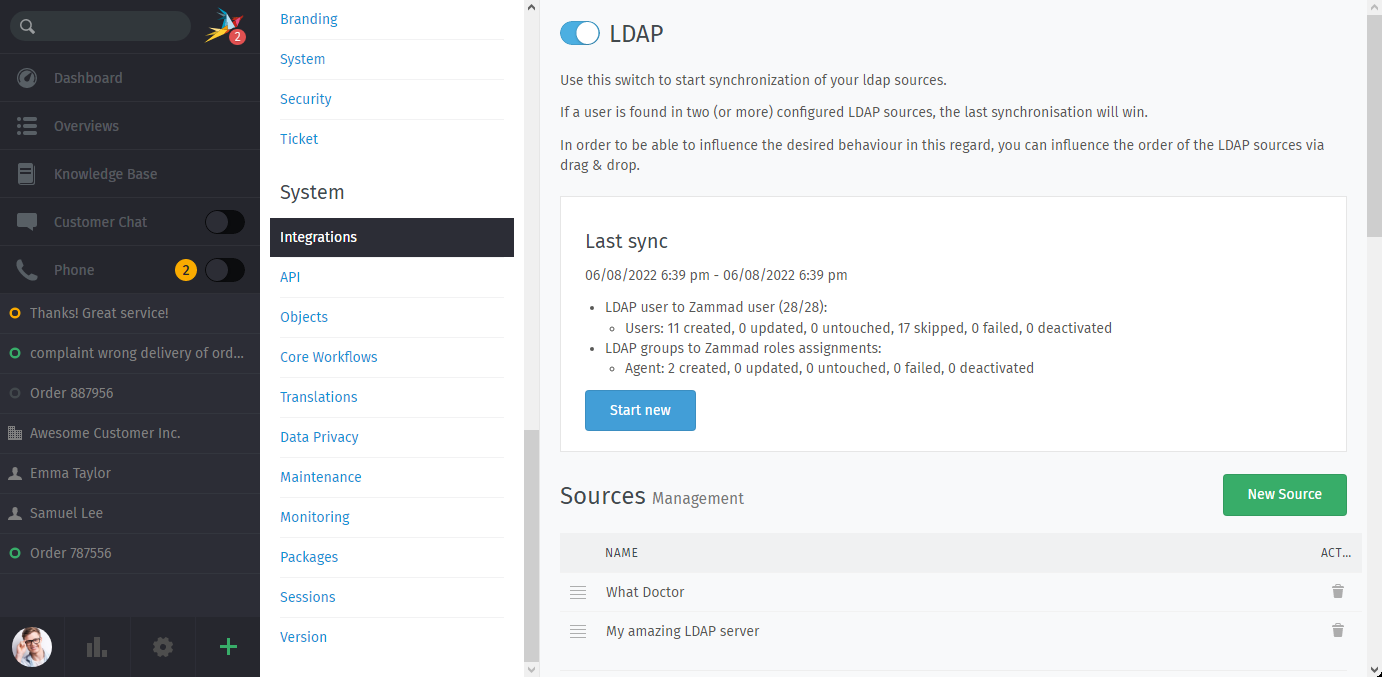 2
Dashboard
Overviews
Knowledge Base
Customer Chat
Phone 2
Thanks! Great service!
complaint wrong delivery of ord...
Order 887956
Awesome Customer Inc.
Emma Taylor
Samuel Lee
Order 787556
Branding
System
Security
Ticket
System
Integrations
API
Objects
Core Workflows
Translations
Data Privacy
Maintenance
Monitoring
Packages
Sessions
Version
LDAP
Use this switch to start synchronization of your ldap sources.
If a user is found in two (or more) configured LDAP sources, the last synchronisation will win.
In order to be able to influence the desired behaviour in this regard, you can influence the order of the LDAP sources via
drag & drop.
Last sync
06/08/2022 6:39 pm - 06/08/2022 6:39 pm
• LDAP user to Zammad user (28/28):
◦ Users: 11 created, 0 updated, 0 untouched, 17 skipped, 0 failed, 0 deactivated
• LDAP groups to Zammad roles assignments:
◦ Agent: 2 created, 0 updated, 0 untouched, 0 failed, 0 deactivated
Start new
Sources Management
New Source
NAME ACT...
What Doctor
My amazing LDAP server